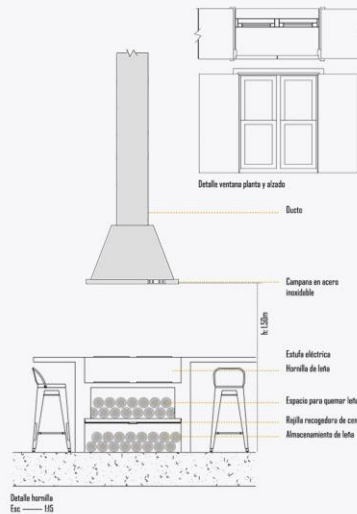 Detalle ventana planta y alzado
Ducto
Campana en acero
inoxidable
h: 1.50m
Estufa eléctrica
Hornilla de leña
Espacio para quemar leña
Rejilla recogedora de
Almacenamiento de leña
Detalle hornilla
Esc 1:15